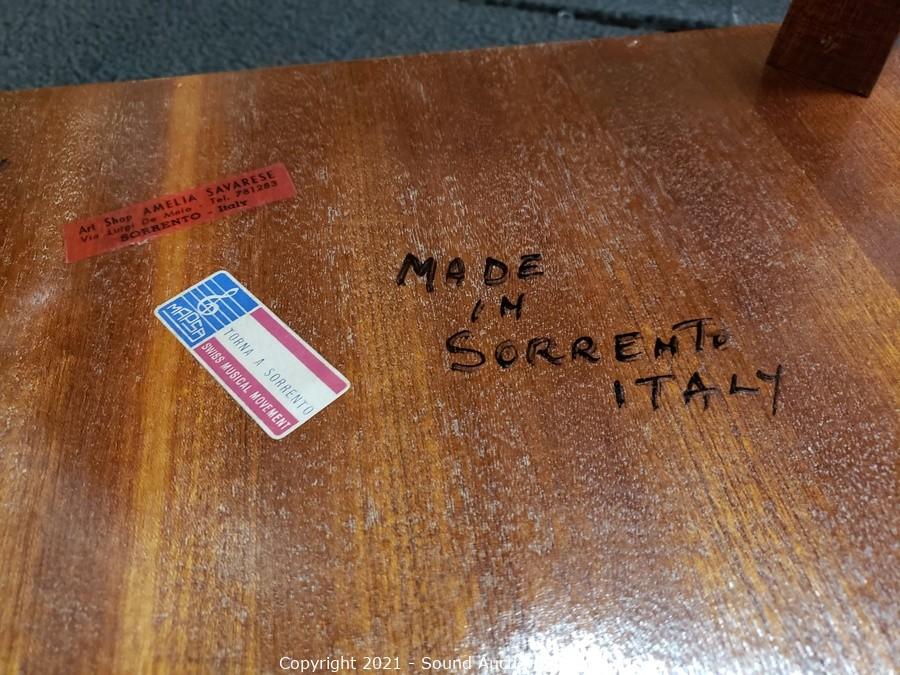 Art Shop AMELIA SAVARESE
Via Luigi De Maio - Tel. 781283
SORRENTO - Italy
MAPSA
TORNA A SORRENTO
SWISS MUSICAL MOVEMENT
MADE
IN
SORRENTO
ITALY
Copyright 2021 - Sound